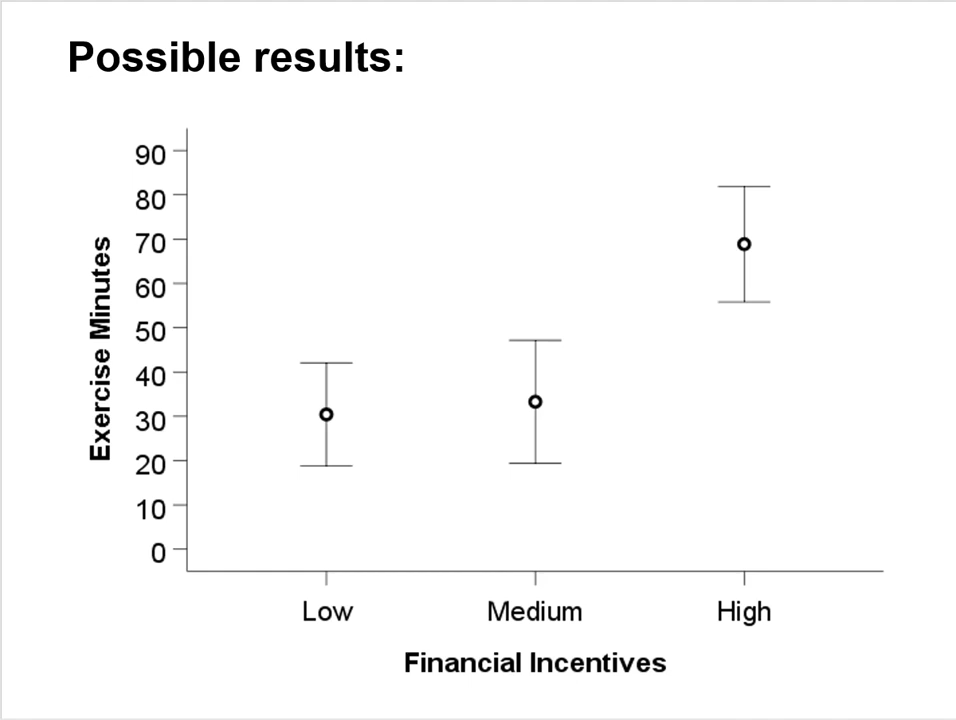 Possible results:
90
80
70
60
50
40
30
20
10
0
Exercise Minutes
Low Medium High
Financial Incentives